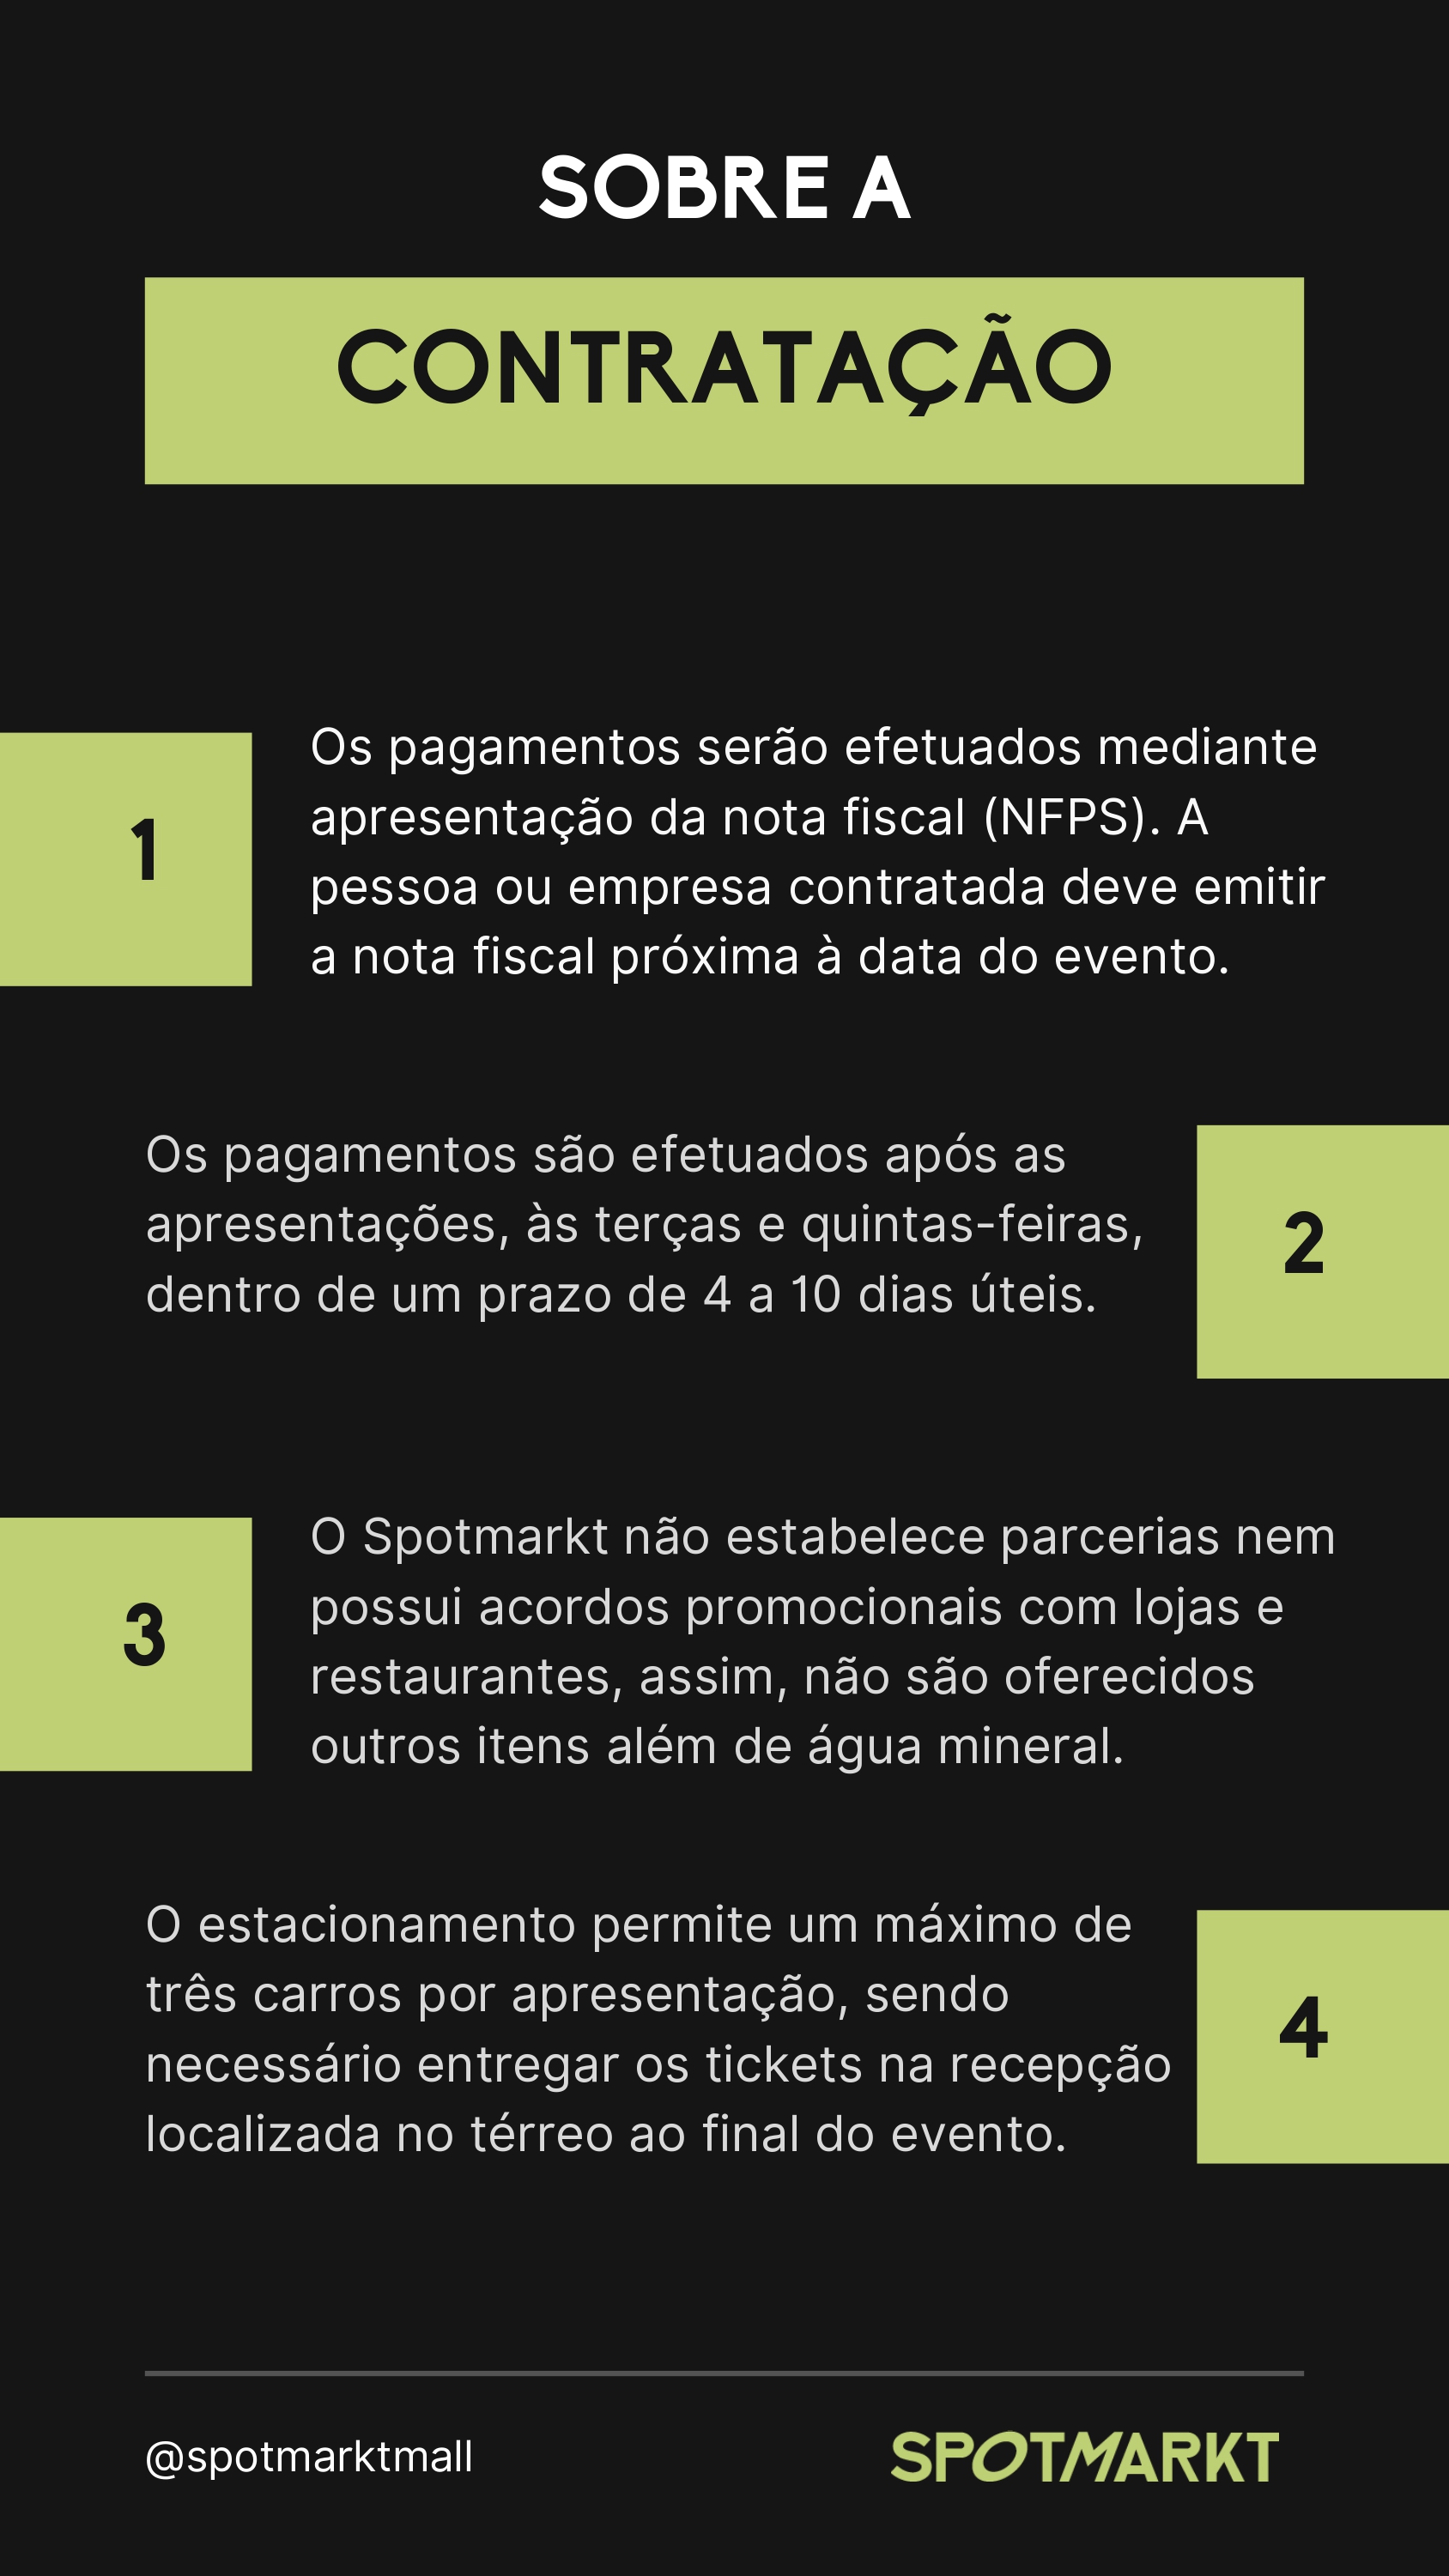 SOBRE A
CONTRATAÇÃO
1
Os pagamentos serão efetuados mediante
apresentação da nota fiscal (NFPS). A
pessoa ou empresa contratada deve emitir
a nota fiscal próxima à data do evento.
Os pagamentos são efetuados após as
apresentações, às terças e quintas-feiras,
dentro de um prazo de 4 a 10 dias úteis.
2
3
O Spotmarkt não estabelece parcerias nem
possui acordos promocionais com lojas e
restaurantes, assim, não são oferecidos
outros itens além de água mineral.
O estacionamento permite um máximo de
três carros por apresentação, sendo
necessário entregar os tickets na recepção
localizada no térreo ao final do evento.
4
@spotmarktmall
SPOTMARKT